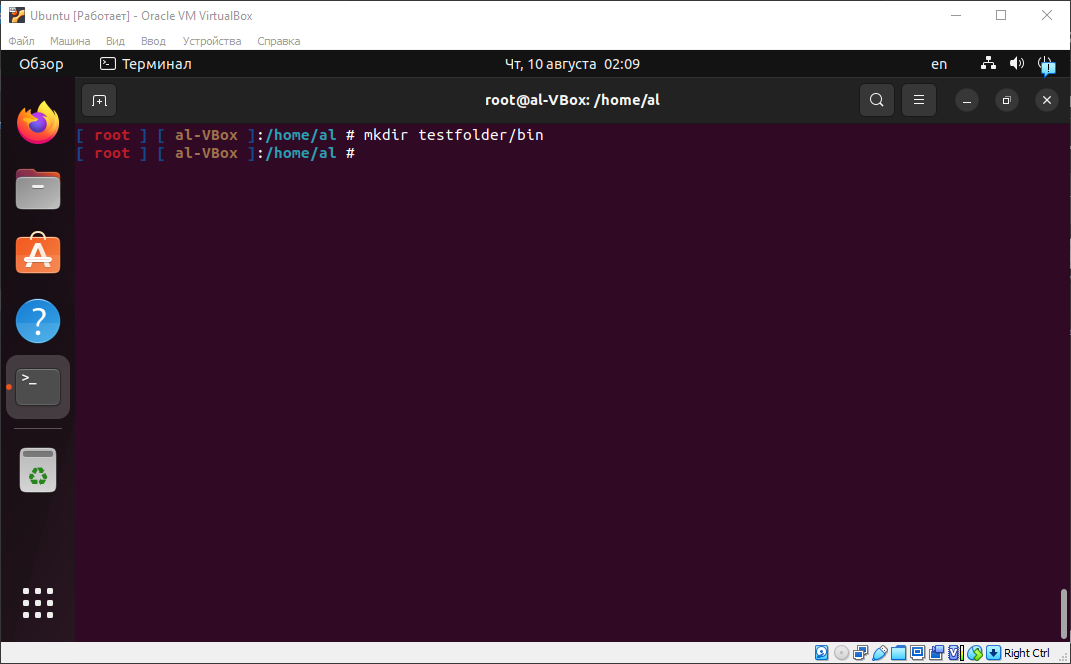 Ubuntu [Работает] - Oracle VM VirtualBox
Файл Машина Вид Ввод Устройства Справка
Обзор Терминал Чт, 10 августа 02:09 en
root@al-VBox: /home/al
[ root ] [ al-VBox ]:/home/al # mkdir testfolder/bin
[ root ] [ al-VBox ]:/home/al #
Right Ctrl